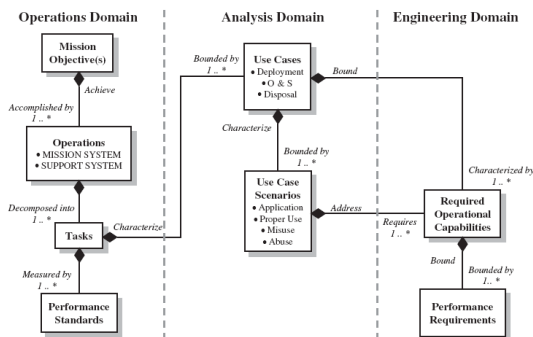 Operations Domain
Analysis Domain
Engineering Domain
Mission
Objective(s)
Achieve
Accomplished by
1 .. *
Operations
• MISSION SYSTEM
• SUPPORT SYSTEM
Decomposed into
1 .. *
Tasks
Characterize
Measured by
1 .. *
Performance
Standards
Bounded by
1 .. *
Use Cases
• Deployment
• O & S
• Disposal
Bound
Characterize
Bounded by
1 .. *
Use Case
Scenarios
• Application
• Proper Use
• Misuse
• Abuse
Address
Characterized by
1 .. *
Requires
1 .. *
Required
Operational
Capabilities
Bound
Bounded by
1.. *
Performance
Requirements